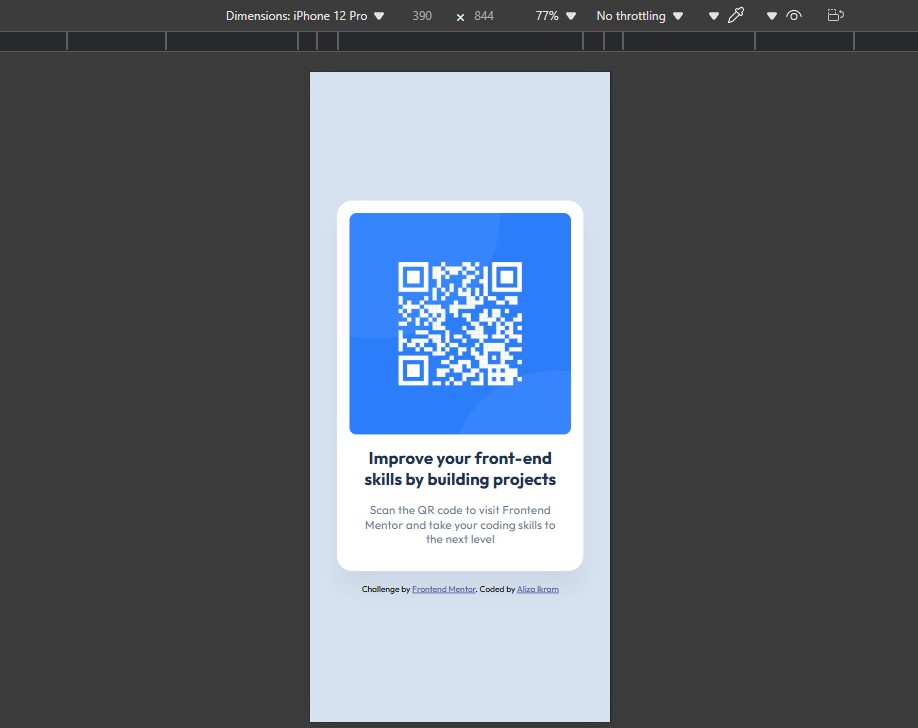 Dimensions: iPhone 12 Pro 390 × 844 77% No throttling
Improve your front-end
skills by building projects
Scan the QR code to visit Frontend
Mentor and take your coding skills to
the next level
Challenge by Frontend Mentor. Coded by Aliza Ikram